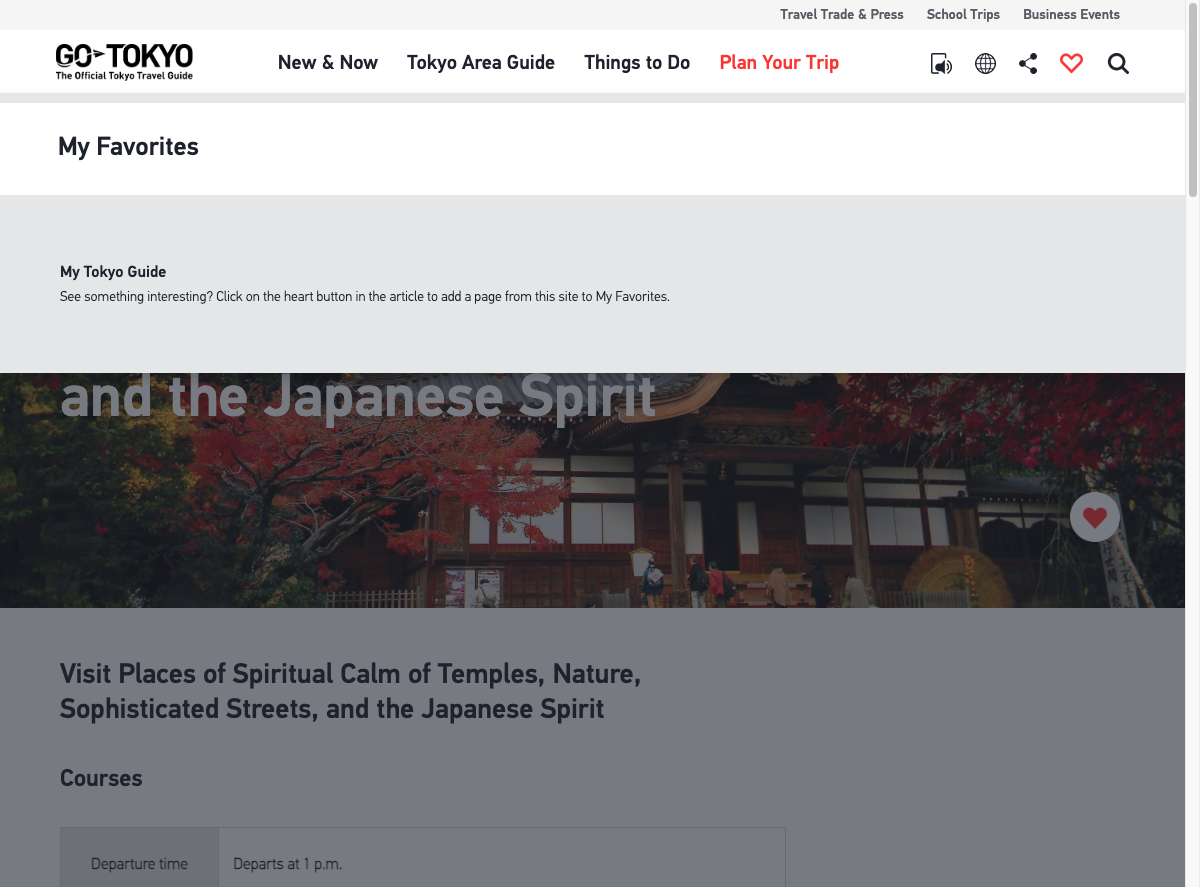 Travel Trade & Press School Trips Business Events
GO TOKYO
The Official Tokyo Travel Guide
New & Now Tokyo Area Guide Things to Do Plan Your Trip
My Favorites
My Tokyo Guide
See something interesting? Click on the heart button in the article to add a page from this site to My Favorites.
and the Japanese Spirit
Visit Places of Spiritual Calm of Temples, Nature,
Sophisticated Streets, and the Japanese Spirit
Courses
Departure time Departs at 1 p.m.